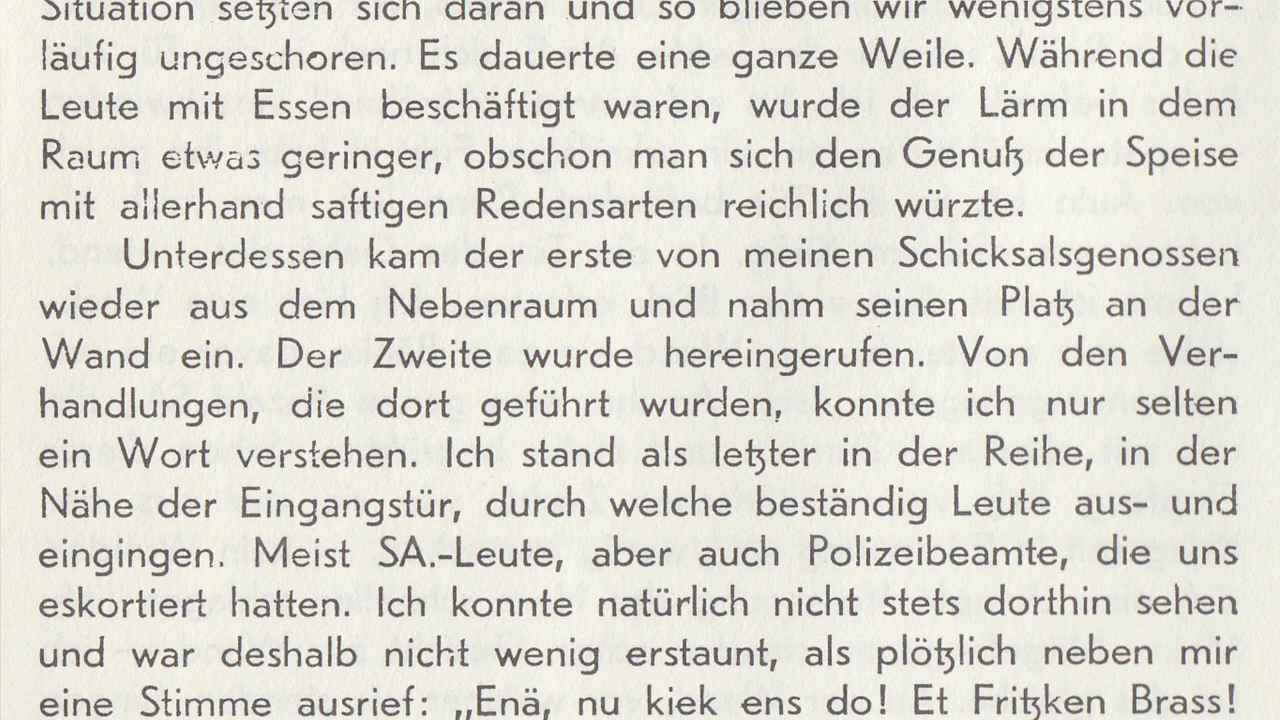 Situation setzten sich daran und so blieben wir wenigstens vor-
läufig ungeschoren. Es dauerte eine ganze Weile. Während die
Leute mit Essen beschäftigt waren, wurde der Lärm in dem
Raum etwas geringer, obschon man sich den Genuß der Speise
mit allerhand saftigen Redensarten reichlich würzte.
Unterdessen kam der erste von meinen Schicksalsgenossen
wieder aus dem Nebenraum und nahm seinen Platz an der
Wand ein. Der Zweite wurde hereingerufen. Von den Ver-
handlungen, die dort geführt wurden, konnte ich nur selten
ein Wort verstehen. Ich stand als letzter in der Reihe, in der
Nähe der Eingangstür, durch welche beständig Leute aus- und
eingingen. Meist SA.-Leute, aber auch Polizeibeamte, die uns
eskortiert hatten. Ich konnte natürlich nicht stets dorthin sehen
und war deshalb nicht wenig erstaunt, als plötzlich neben mir
eine Stimme ausrief: „Ena, nu kiek ens do! Et Fritzken Brass!